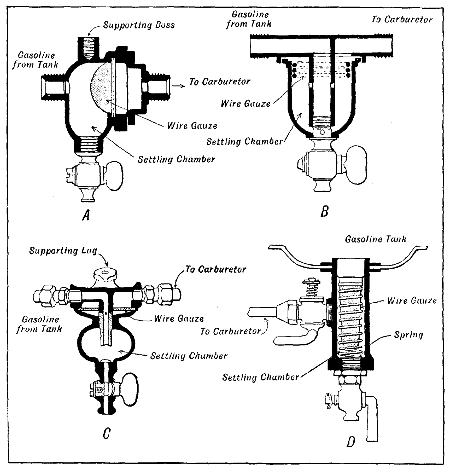 Supporting Boss
Gasoline
from Tank
To Carburetor
Wire Gauze
Settling Chamber
A
Gasoline
from Tank
To Carburetor
Wire Gauze
Settling Chamber
B
Supporting Lug
To Carburetor
Gasoline
from Tank
Wire Gauze
Settling Chamber
C
Gasoline Tank
Wire Gauze
To Carburetor
Spring
Settling Chamber
D